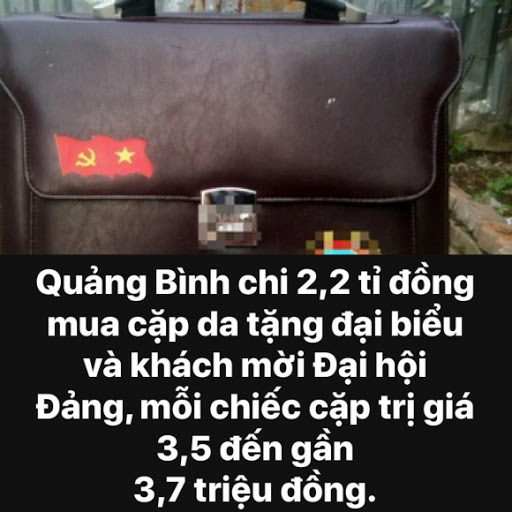 Quảng Bình chi 2,2 tỉ đồng
mua cặp da tặng đại biểu
và khách mời Đại hội
Đảng, mỗi chiếc cặp trị giá
3,5 đến gần
3,7 triệu đồng.